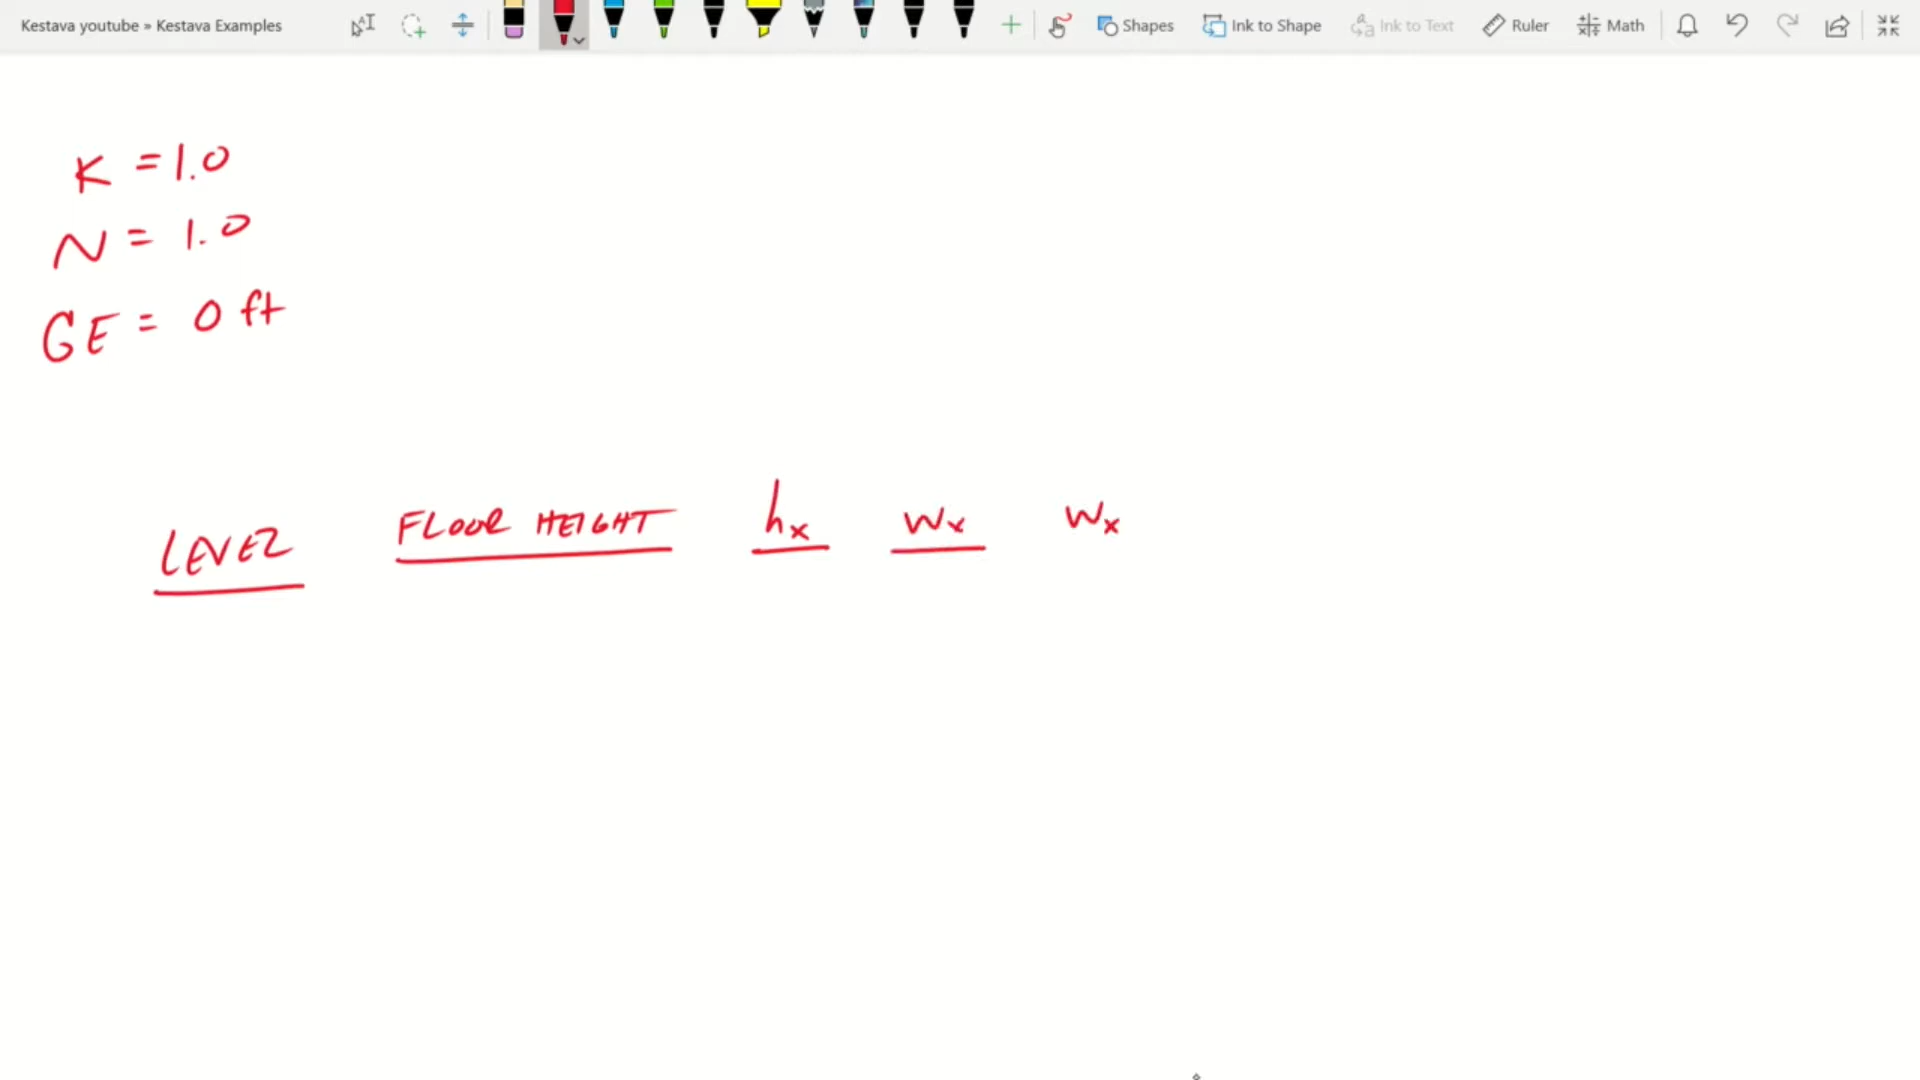 Kestava youtube » Kestava Examples Shapes Ink to Shape Ink to Text Ruler Math
K = 1.0
N = 1.0
GE = 0 ft
LEVEL FLOOR HEIGHT hx wx wx